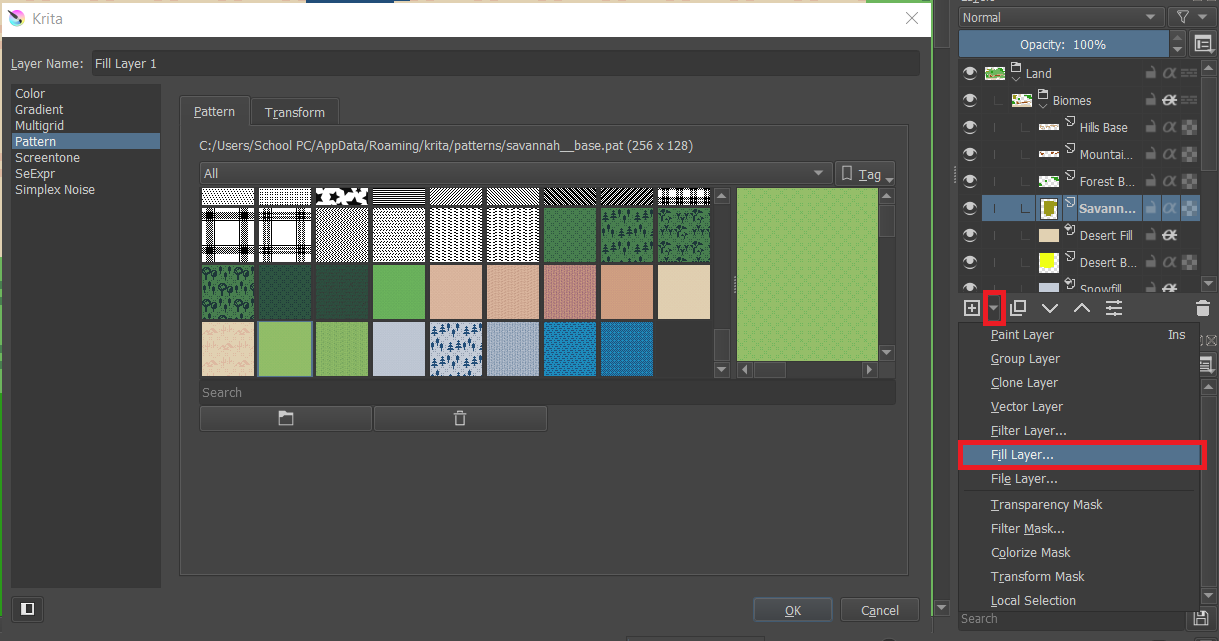 Krita
Layer Name: Fill Layer 1
Color
Gradient
Multigrid
Pattern
Screentone
SeExpr
Simplex Noise
Pattern
Transform
C:/Users/School PC/AppData/Roaming/krita/patterns/savannah__base.pat (256 x 128)
All
Tag
Search
OK
Cancel
Normal
Opacity: 100%
Land
Biomes
Hills Base
Mountai...
Forest B...
Savann...
Desert Fill
Desert B...
Snowfill
Paint Layer Ins
Group Layer
Clone Layer
Vector Layer
Filter Layer...
Fill Layer...
File Layer...
Transparency Mask
Filter Mask...
Colorize Mask
Transform Mask
Local Selection
Search